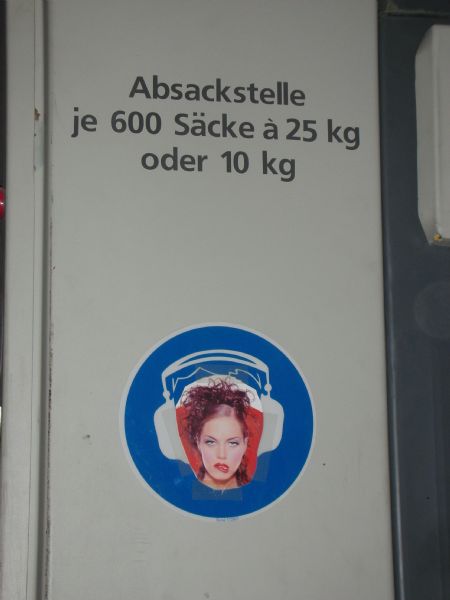 Absackstelle
je 600 Säcke à 25 kg
oder 10 kg